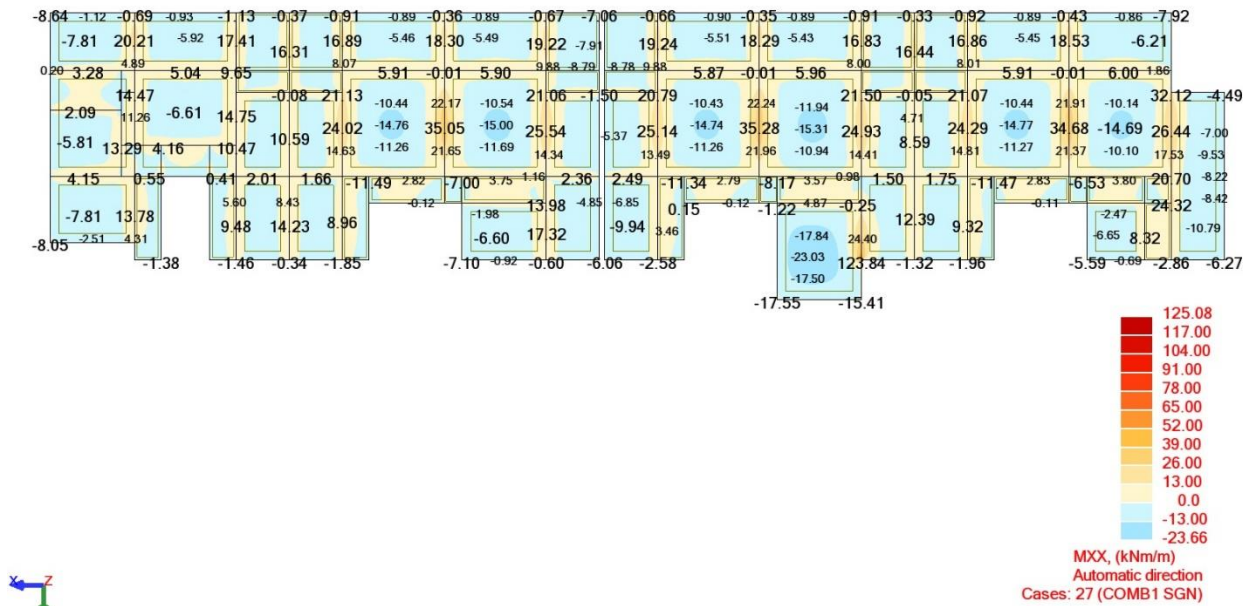 -8.64 -1.12 -0.69 -0.93 -1.13 -0.37 -0.91 -0.89 -0.36 -0.89 -0.67 -7.06 -0.66 -0.90 -0.35 -0.89 -0.91 -0.33 -0.92 -0.89 -0.43 -0.86 -7.92
-7.81 20.21 -5.92 17.41 16.31 16.89 -5.46 18.30 -5.49 19.22 -7.91 19.24 -5.51 18.29 -5.43 16.83 16.44 16.86 -5.45 18.53 -6.21
4.89 8.07 9.88 -8.79 -8.78 9.88 8.00 8.01
0.20 3.28 5.04 9.65 5.91 -0.01 5.90 5.87 -0.01 5.96 5.91 -0.01 6.00 1.86
14.47 -0.08 21.13 21.06 -1.50 20.79 21.50 -0.05 21.07 32.12 -4.49
2.09 11.26 -6.61 14.75 -10.44 22.17 -10.54 -10.43 22.24 -11.94 4.71 -10.44 21.91 -10.14
-5.81 10.59 24.02 -14.76 35.05 -15.00 25.54 -5.37 25.14 -14.74 35.28 -15.31 24.93 8.59 24.29 -14.77 34.68 -14.69 26.44 -7.00
13.29 4.16 10.47 14.63 -11.26 21.65 -11.69 14.34 13.49 -11.26 21.96 -10.94 14.41 14.81 -11.27 21.37 -10.10 17.53 -9.53
4.15 0.55 0.41 2.01 1.66 -11.49 2.82 -7.00 3.75 1.16 2.36 2.49 -11.34 2.79 -8.17 3.57 0.98 1.50 1.75 -11.47 2.83 -6.53 3.80 20.70 -8.22
5.60 8.43 -0.12 13.98 -4.85 -6.85 0.15 -0.12 -1.22 4.87 -0.25 -0.11 24.32 -8.42
-7.81 13.78 9.48 14.23 8.96 -1.98 17.32 -9.94 3.46 12.39 9.32 -2.47
-8.05 -2.51 4.31 -6.60 -17.84 24.40 -6.65 8.32 -10.79
-1.38 -1.46 -0.34 -1.85 -7.10 -0.92 -0.60 -6.06 -2.58 -23.03 123.84 -1.32 -1.96 -5.59 -0.69 -2.86 -6.27
-17.50
-17.55 -15.41
125.08
117.00
104.00
91.00
78.00
65.00
52.00
39.00
26.00
13.00
0.0
-13.00
-23.66
MXX, (kNm/m)
Automatic direction
Cases: 27 (COMB1 SGN)
X Z